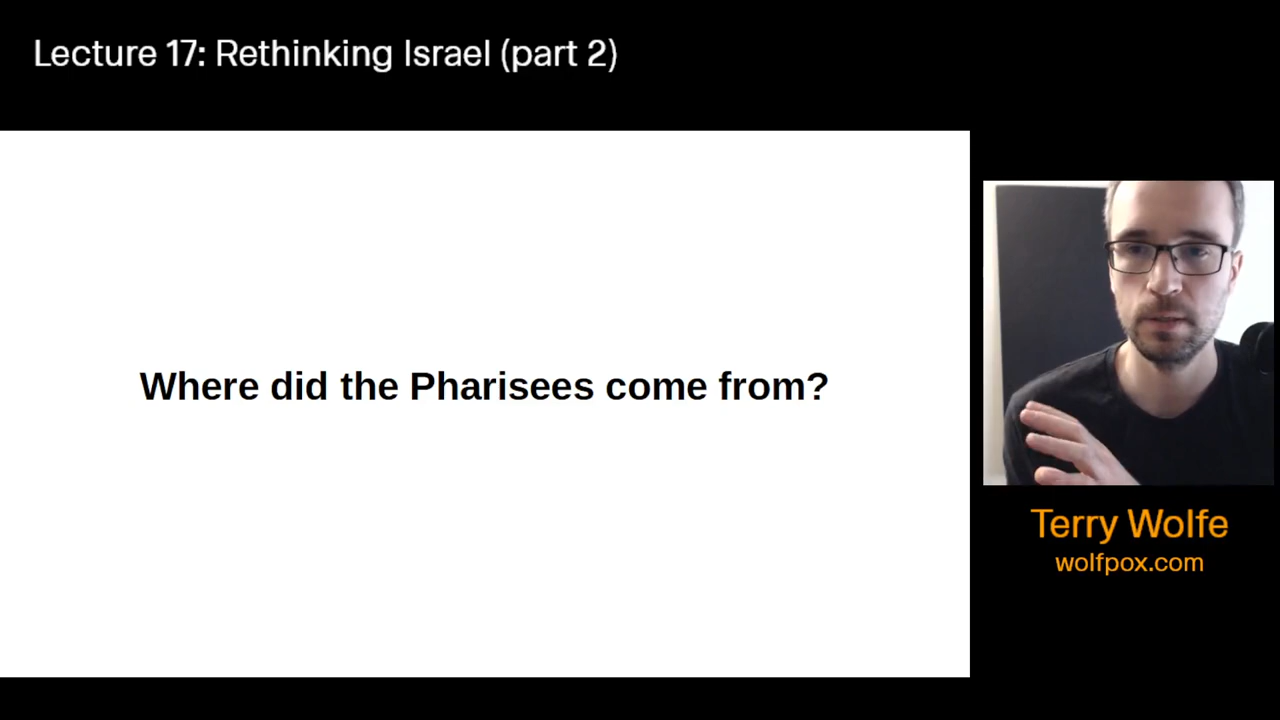 Lecture 17: Rethinking Israel (part 2)
Where did the Pharisees come from?
Terry Wolfe
wolfpox.com